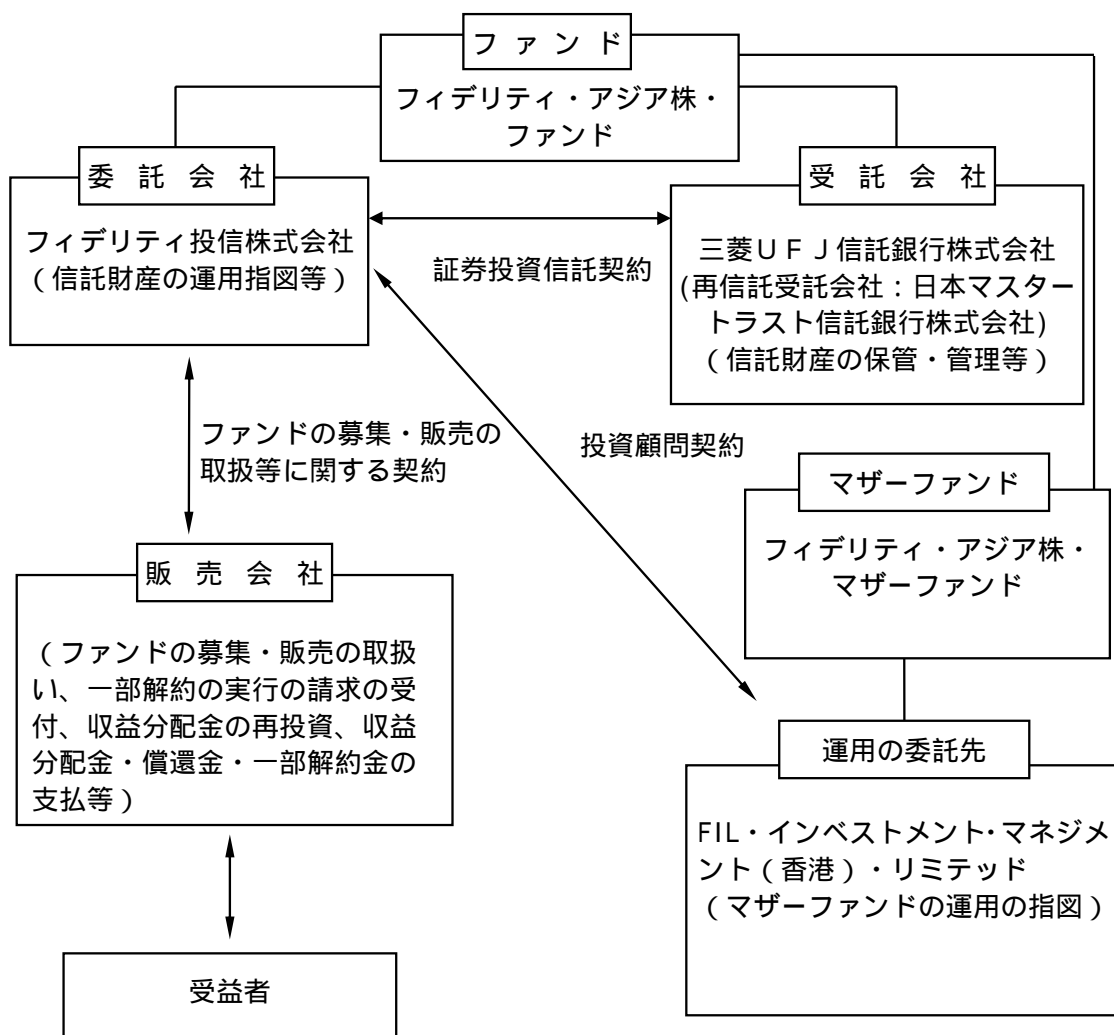 ファンド
フィデリティ・アジア株・
ファンド
委託会社
フィデリティ投信株式会社
（信託財産の運用指図等）
証券投資信託契約
受託会社
三菱ＵＦＪ信託銀行株式会社
(再信託受託会社：日本マスター
トラスト信託銀行株式会社)
（信託財産の保管・管理等）
ファンドの募集・販売の
取扱等に関する契約
投資顧問契約
マザーファンド
フィデリティ・アジア株・
マザーファンド
販売会社
（ファンドの募集・販売の取扱
い、一部解約の実行の請求の受
付、収益分配金の再投資、収益
分配金・償還金・一部解約金の
支払等）
運用の委託先
FIL・インベストメント・マネジメ
ント（香港）・リミテッド
（マザーファンドの運用の指図）
受益者